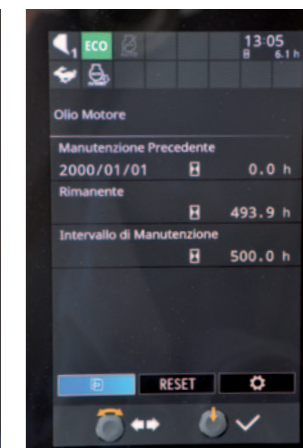 1 ECO 13:05
6.1 h
Olio Motore
Manutenzione Precedente
2000/01/01 0.0 h
Rimanente
493.9 h
Intervallo di Manutenzione
500.0 h
RESET